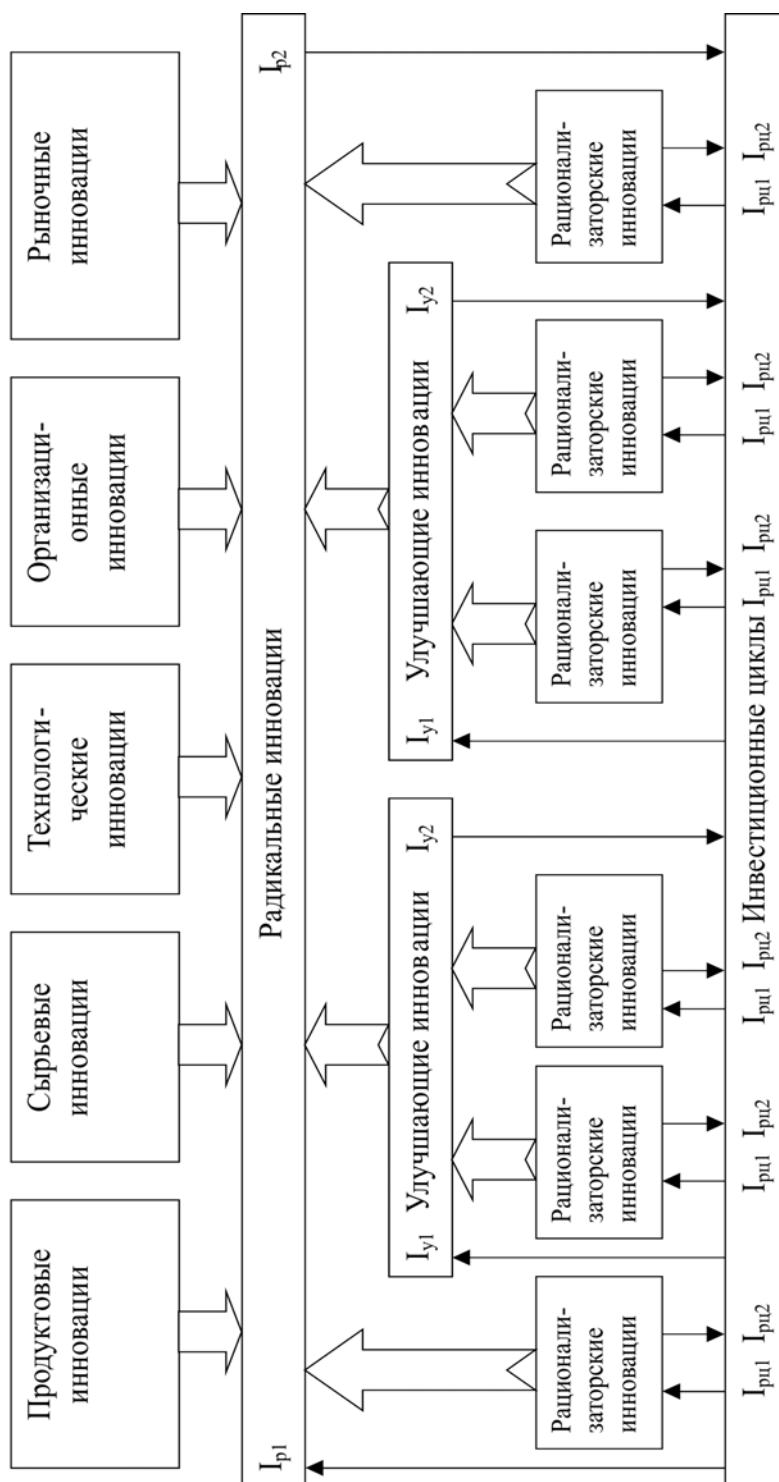 Продуктовые
инновации
Сырьевые
инновации
Технологи-
ческие
инновации
Организаци-
онные
инновации
Рыночные
инновации
Iр1
Радикальные инновации
Iр2
Iу1
Улучшающие инновации
Iу2
Iу1
Улучшающие инновации
Iу2
Рационали-
заторские
инновации
Рационали-
заторские
инновации
Рационали-
заторские
инновации
Рационали-
заторские
инновации
Рационали-
заторские
инновации
Рационали-
заторские
инновации
Iрц1 Iрц2
Iрц1 Iрц2
Iрц1 Iрц2
Инвестиционные циклы
Iрц1 Iрц2
Iрц1 Iрц2
Iрц1 Iрц2